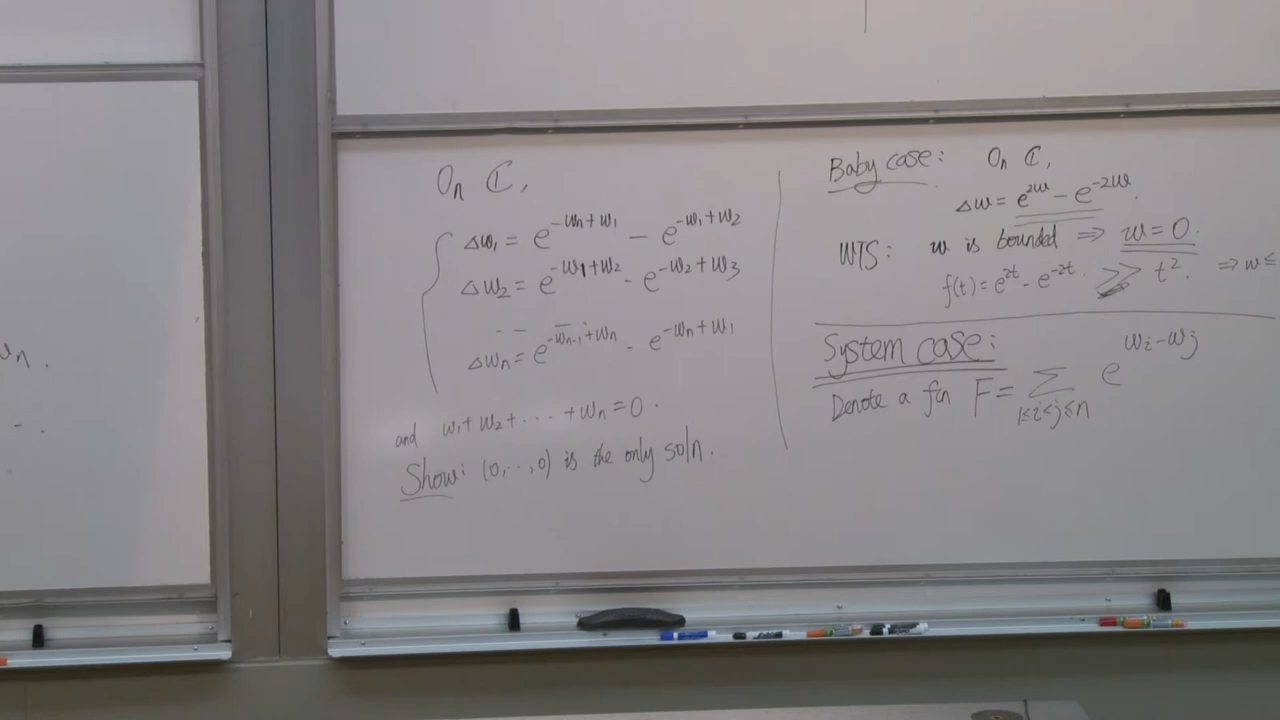 wn.
On ℂ,
Δw₁ = e^{-wn+w₁} - e^{-w₁+w₂}
Δw₂ = e^{-w₁+w₂} - e^{-w₂+w₃}
Δwn = e^{-w_{n-1}+wn} - e^{-wn+w₁}
and w₁+w₂+...+wn=0.
Show: (0,..,0) is the only soln.
Baby case: On ℂ,
Δw = e^{2w} - e^{-2w}.
WTS: w is bounded ⇒ w=0.
f(t)=e^{2t}-e^{-2t}. ≫ t². ⇒ w ≤
System case:
Denote a fcn F = ∑_{1≤i<j≤n} e^{wi-wj}